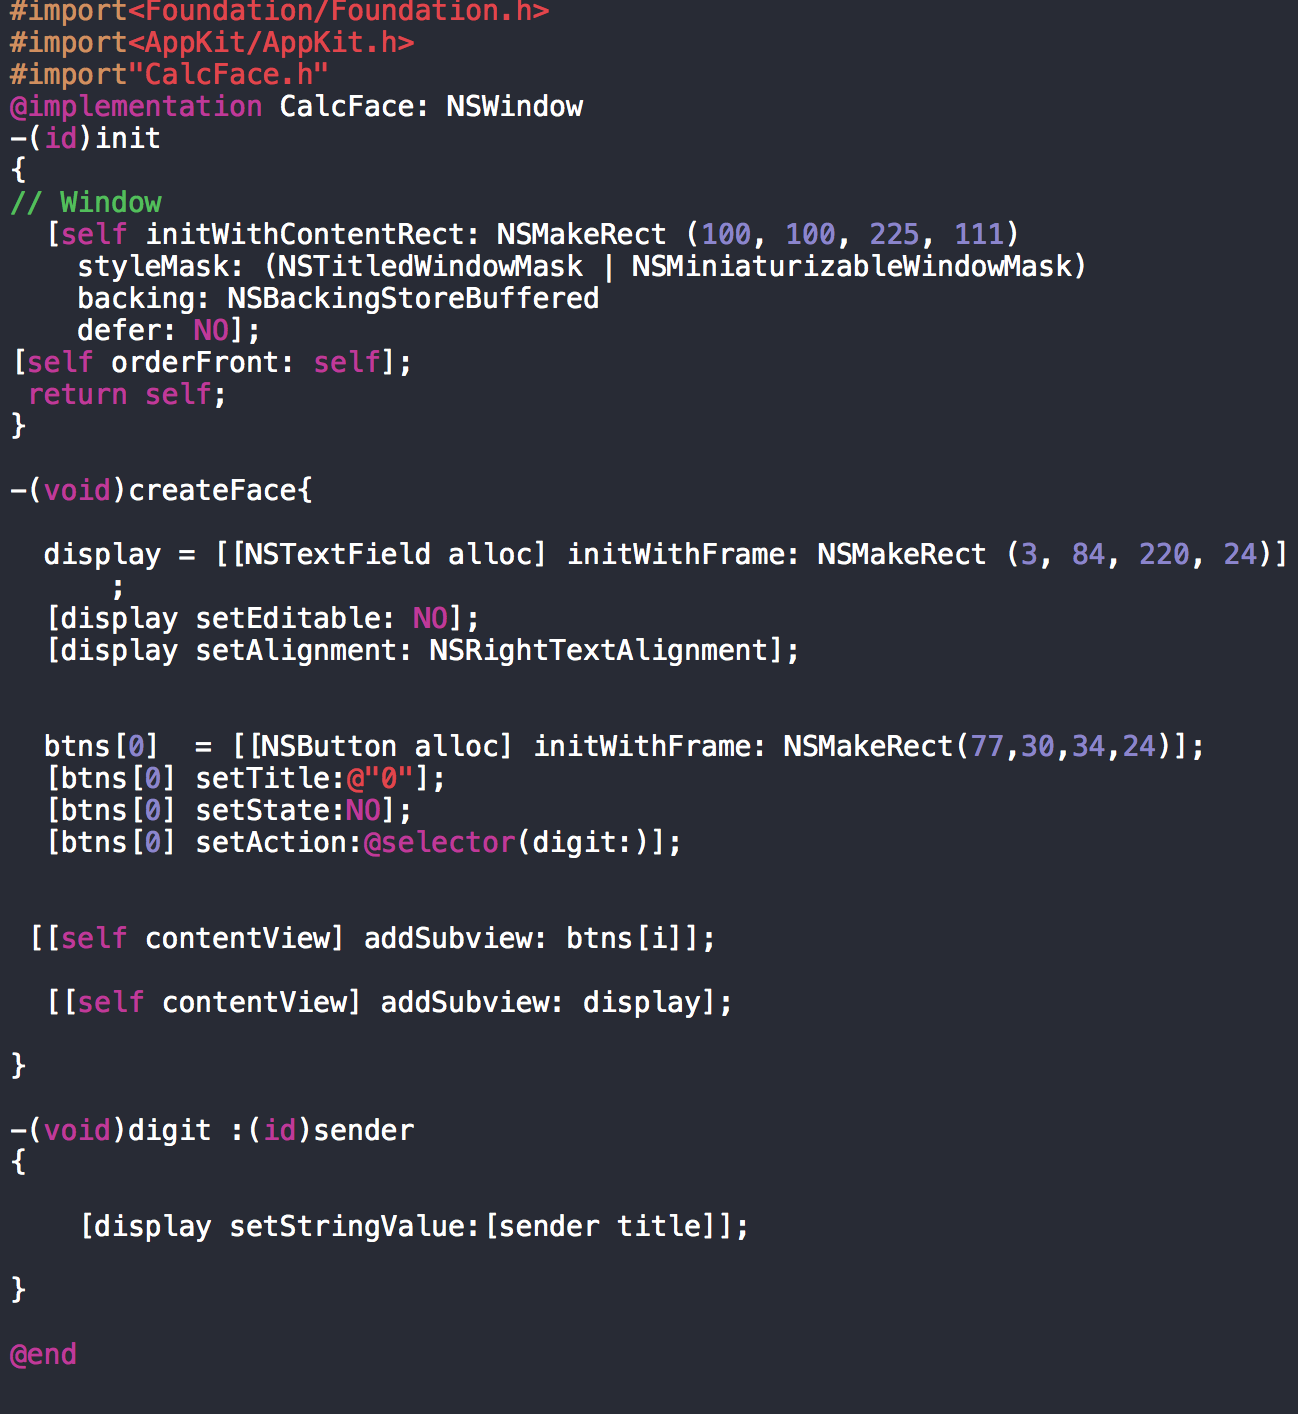 #import<Foundation/Foundation.h>
#import<AppKit/AppKit.h>
#import"CalcFace.h"
@implementation CalcFace: NSWindow
-(id)init
{
// Window
[self initWithContentRect: NSMakeRect (100, 100, 225, 111)
styleMask: (NSTitledWindowMask | NSMiniaturizableWindowMask)
backing: NSBackingStoreBuffered
defer: NO];
[self orderFront: self];
return self;
}
-(void)createFace{
display = [[NSTextField alloc] initWithFrame: NSMakeRect (3, 84, 220, 24)]
;
[display setEditable: NO];
[display setAlignment: NSRightTextAlignment];
btns[0]  = [[NSButton alloc] initWithFrame: NSMakeRect(77,30,34,24)];
[btns[0] setTitle:@"0"];
[btns[0] setState:NO];
[btns[0] setAction:@selector(digit:)];
[[self contentView] addSubview: btns[i]];
[[self contentView] addSubview: display];
}
-(void)digit :(id)sender
{
[display setStringValue:[sender title]];
}
@end